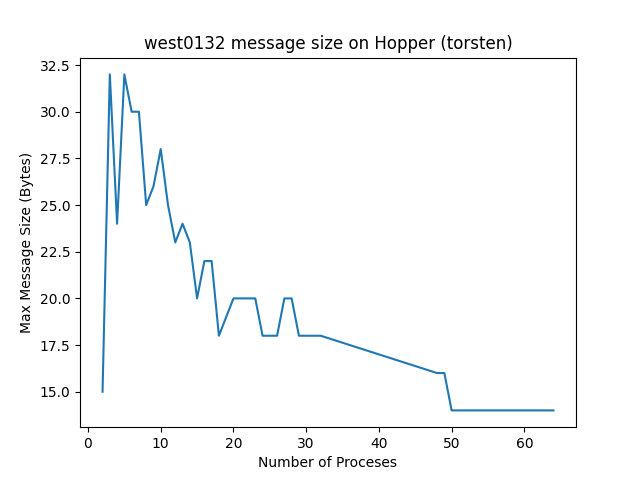 west0132 message size on Hopper (torsten)
Max Message Size (Bytes)
32.5
30.0
27.5
25.0
22.5
20.0
17.5
15.0
0 10 20 30 40 50 60
Number of Proceses